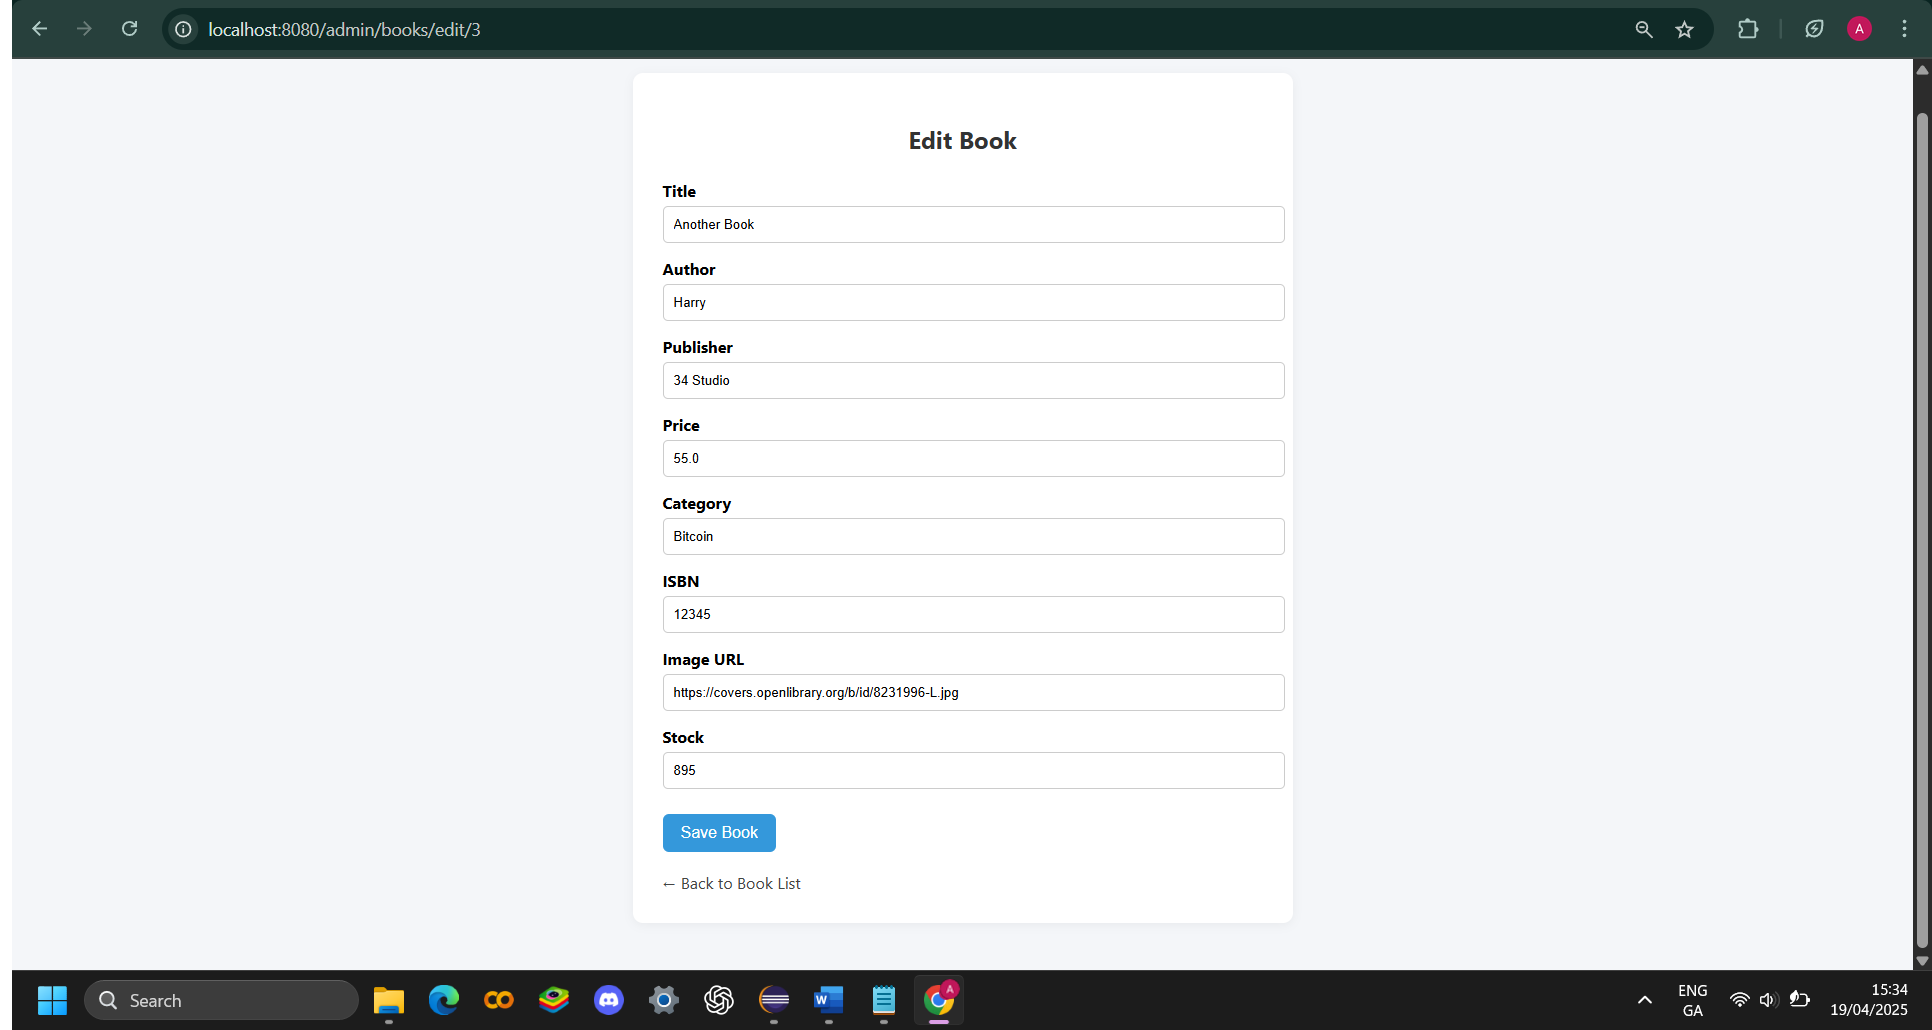 localhost:8080/admin/books/edit/3
A
Edit Book
Title
Another Book
Author
Harry
Publisher
34 Studio
Price
55.0
Category
Bitcoin
ISBN
12345
Image URL
https://covers.openlibrary.org/b/id/8231996-L.jpg
Stock
895
Save Book
← Back to Book List
Search
W
A
ENG
GA
15:34
19/04/2025